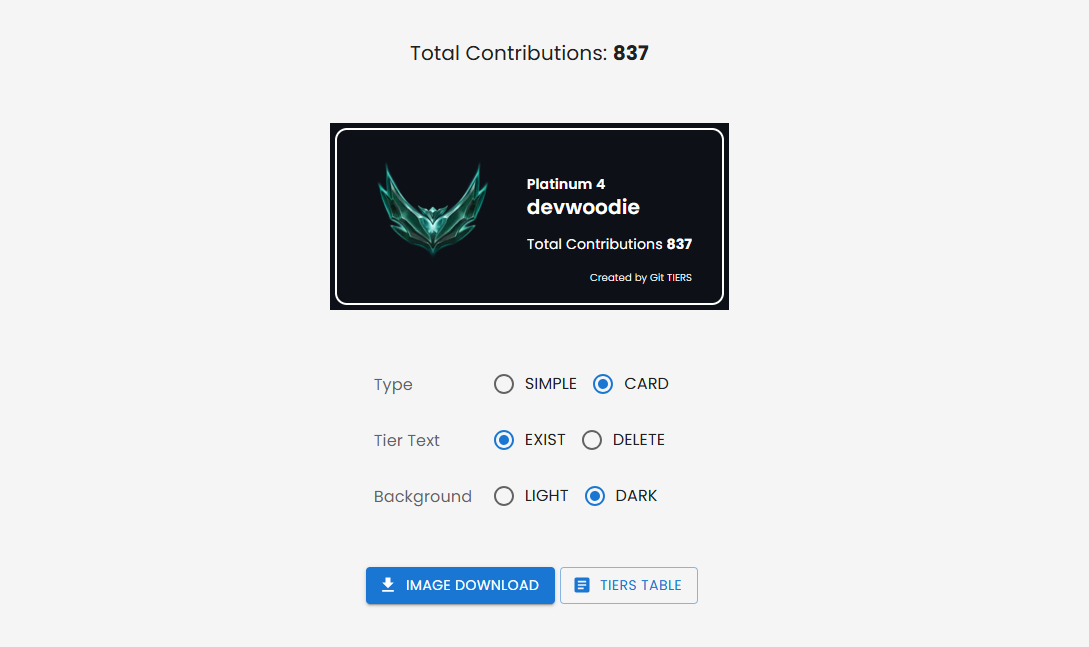 Total Contributions: 837
Platinum 4
devwoodie
Total Contributions 837
Created by Git TIERS
Type SIMPLE CARD
Tier Text EXIST DELETE
Background LIGHT DARK
IMAGE DOWNLOAD TIERS TABLE